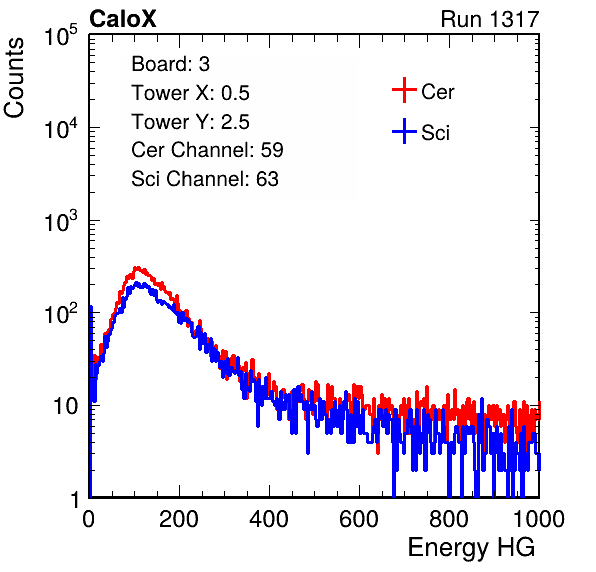 CaloX Run 1317
Counts
Board: 3
Tower X: 0.5
Tower Y: 2.5
Cer Channel: 59
Sci Channel: 63
Cer
Sci
10^5
10^4
10^3
10^2
10
1
0 200 400 600 800 1000
Energy HG